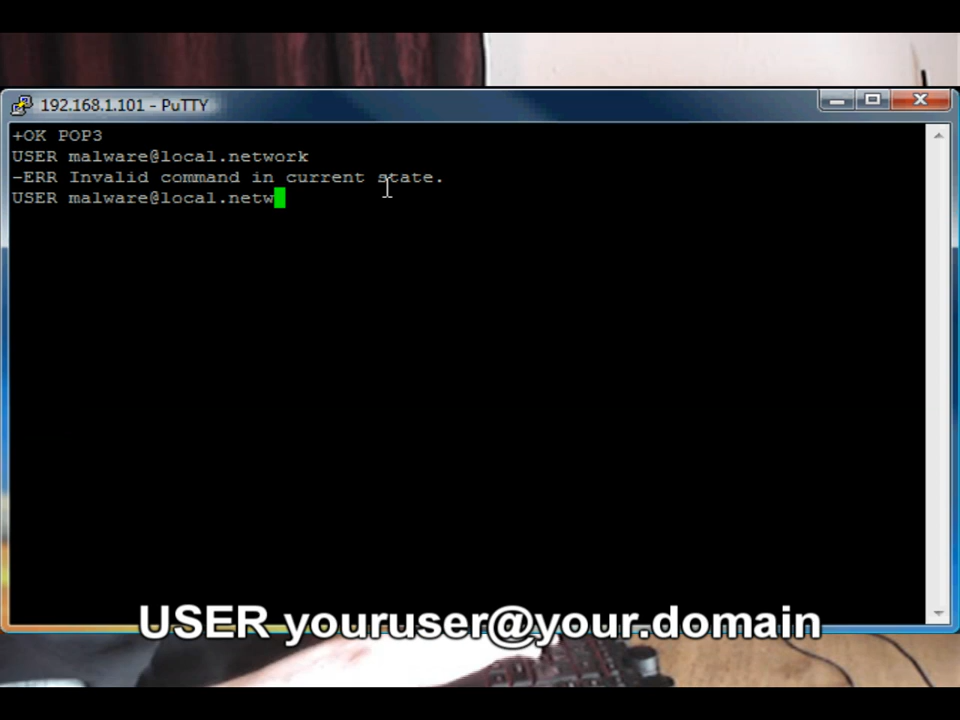 192.168.1.101 - PuTTY
+OK POP3
USER malware@local.network
-ERR Invalid command in current state.
USER malware@local.netw
USER youruser@your.domain